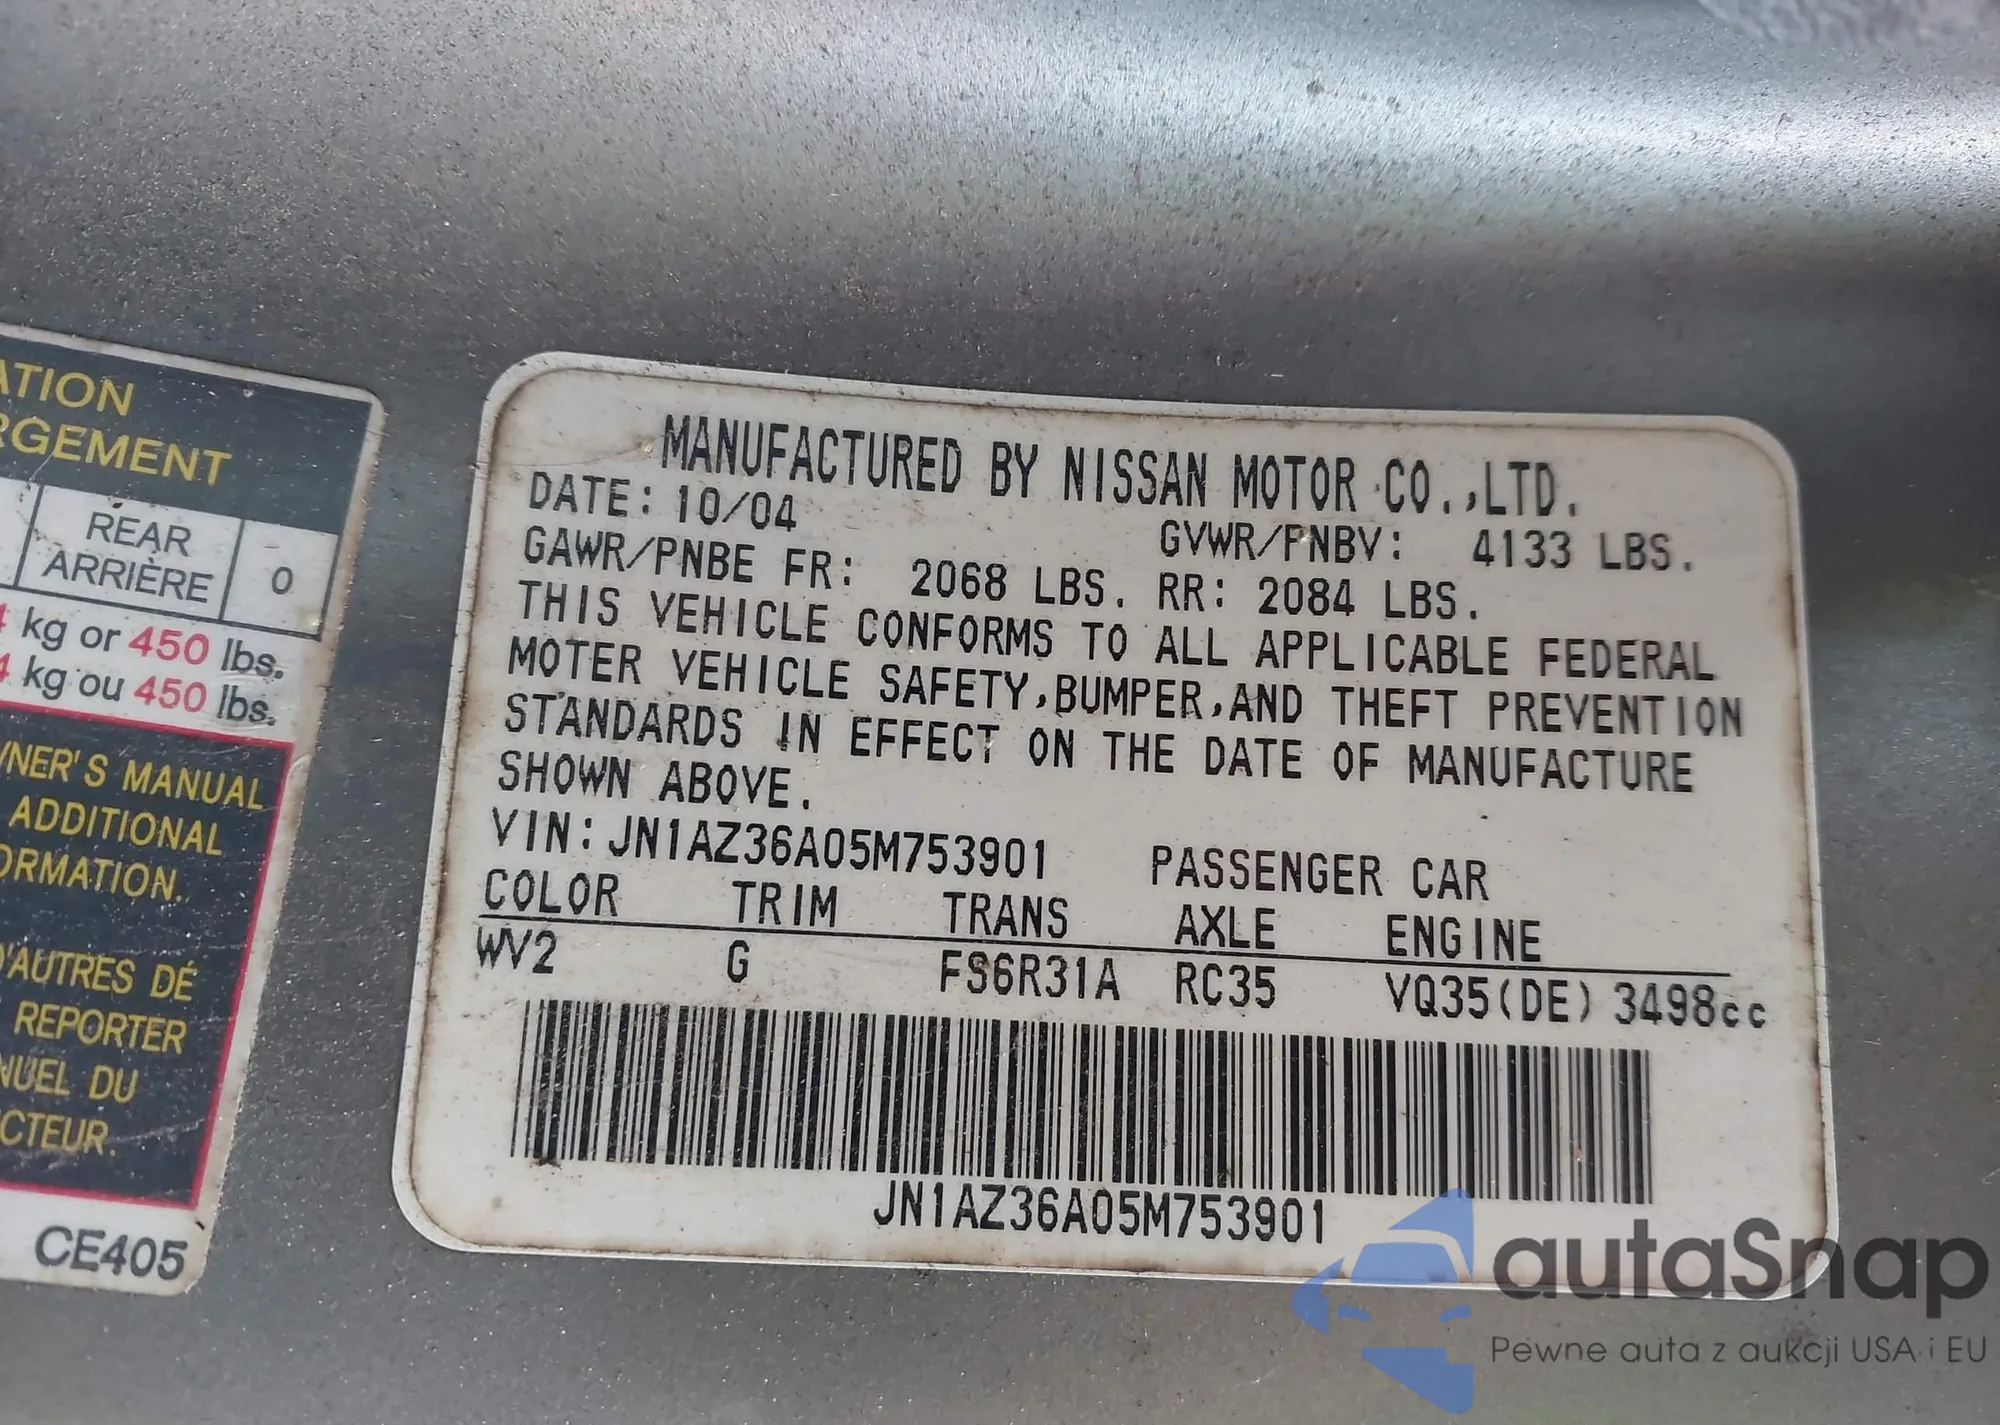 ATION
RGEMENT
REAR
ARRIÈRE
0
4 kg or 450 lbs.
4 kg ou 450 lbs.
WNER'S MANUAL
ADDITIONAL
ORMATION.
D'AUTRES DÉ
REPORTER
NUEL DU
CTEUR.
CE405
MANUFACTURED BY NISSAN MOTOR CO.,LTD.
DATE: 10/04
GVWR/PNBV: 4133 LBS.
GAWR/PNBE FR: 2068 LBS. RR: 2084 LBS.
THIS VEHICLE CONFORMS TO ALL APPLICABLE FEDERAL
MOTER VEHICLE SAFETY,BUMPER,AND THEFT PREVENTION
STANDARDS IN EFFECT ON THE DATE OF MANUFACTURE
SHOWN ABOVE.
VIN: JN1AZ36A05M753901 PASSENGER CAR
COLOR TRIM TRANS AXLE ENGINE
WV2 G FS6R31A RC35 VQ35(DE) 3498cc
JN1AZ36A05M753901
autaSnap
Pewne auta z aukcji USA i EU